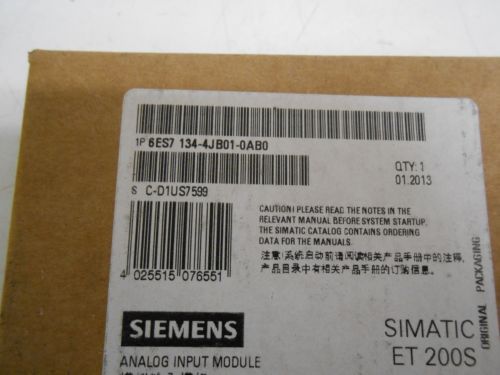 1P 6ES7 134-4JB01-0AB0
QTY: 1
01.2013
S C-D1US7599
CAUTION! PLEASE READ THE NOTES IN THE
RELEVANT MANUAL BEFORE SYSTEM STARTUP.
THE SIMATIC CATALOG CONTAINS ORDERING
DATA FOR THE MANUALS.
注意!系统启动前请阅读相关产品手册中的注释,
产品目录中有相关产品手册的订购信息.
4 025515 076551
ORIGINAL PACKAGING
SIEMENS
SIMATIC
ANALOG INPUT MODULE
ET 200S